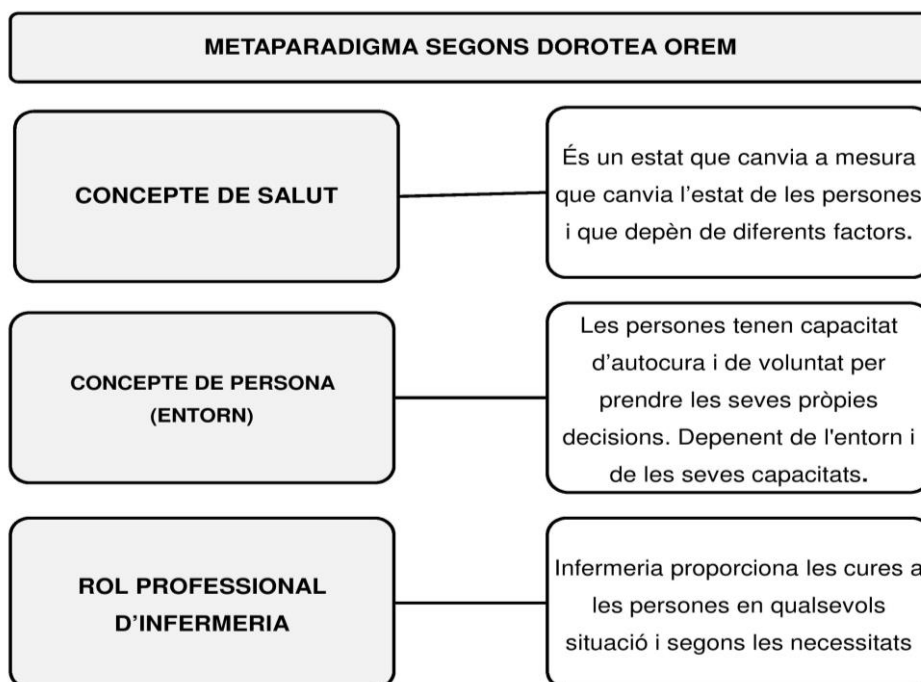 METAPARADIGMA SEGONS DOROTEA OREM
CONCEPTE DE SALUT
És un estat que canvia a mesura
que canvia l'estat de les persones
i que depèn de diferents factors.
CONCEPTE DE PERSONA
(ENTORN)
Les persones tenen capacitat
d'autocura i de voluntat per
prendre les seves pròpies
decisions. Depenent de l'entorn i
de les seves capacitats.
ROL PROFESSIONAL
D'INFERMERIA
Infermeria proporciona les cures a
les persones en qualsevols
situació i segons les necessitats